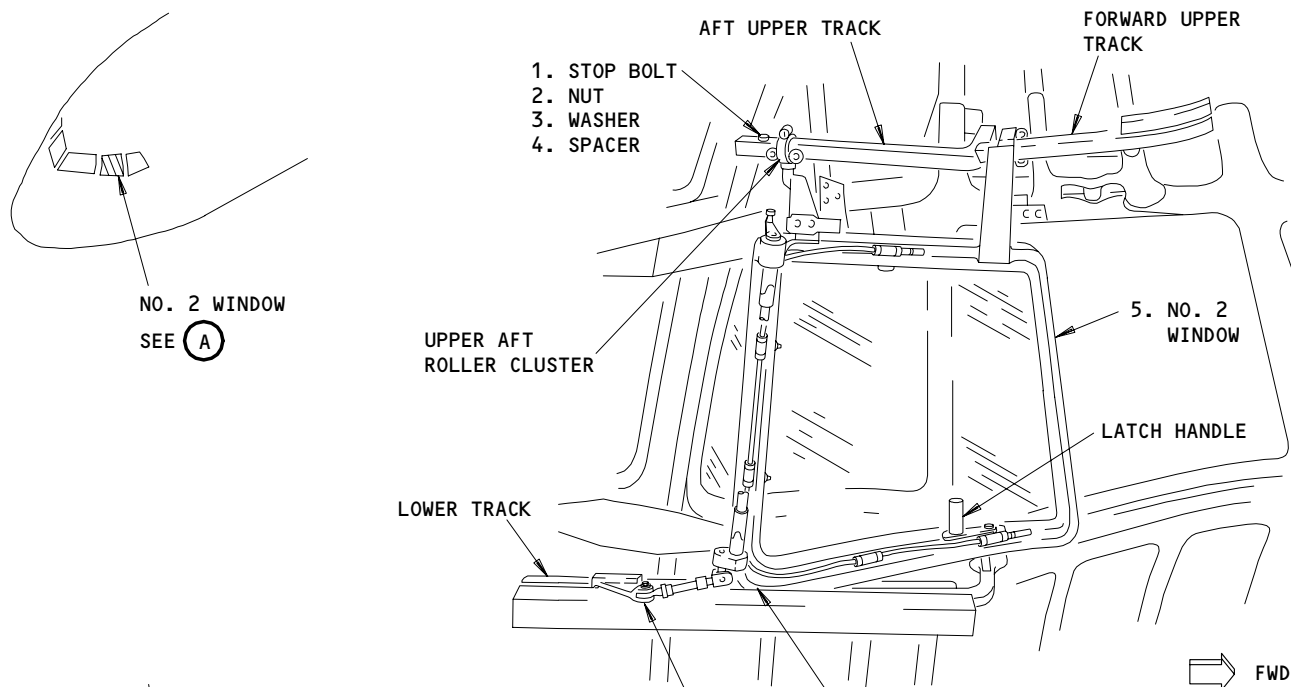 AFT UPPER TRACK
FORWARD UPPER
TRACK
1. STOP BOLT
2. NUT
3. WASHER
4. SPACER
NO. 2 WINDOW
SEE A
UPPER AFT
ROLLER CLUSTER
5. NO. 2
WINDOW
LATCH HANDLE
LOWER TRACK
FWD